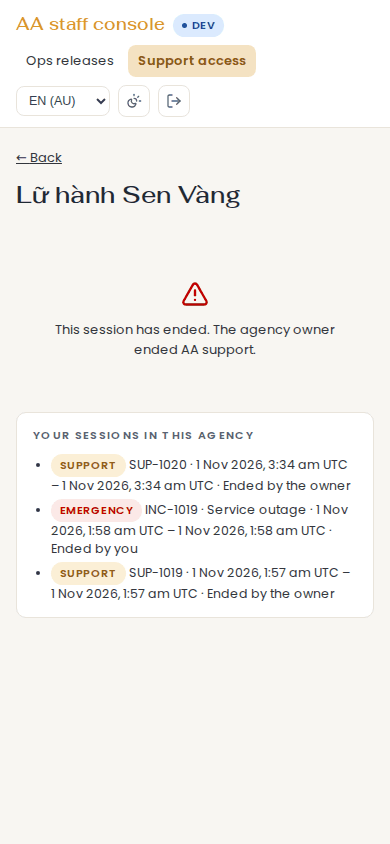 AA staff console DEV
Ops releases Support access
EN (AU)
← Back
Lữ hành Sen Vàng
This session has ended. The agency owner
ended AA support.
YOUR SESSIONS IN THIS AGENCY
• SUPPORT SUP-1020 · 1 Nov 2026, 3:34 am UTC
– 1 Nov 2026, 3:34 am UTC · Ended by the owner
• EMERGENCY INC-1019 · Service outage · 1 Nov
2026, 1:58 am UTC – 1 Nov 2026, 1:58 am UTC ·
Ended by you
• SUPPORT SUP-1019 · 1 Nov 2026, 1:57 am UTC –
1 Nov 2026, 1:57 am UTC · Ended by the owner